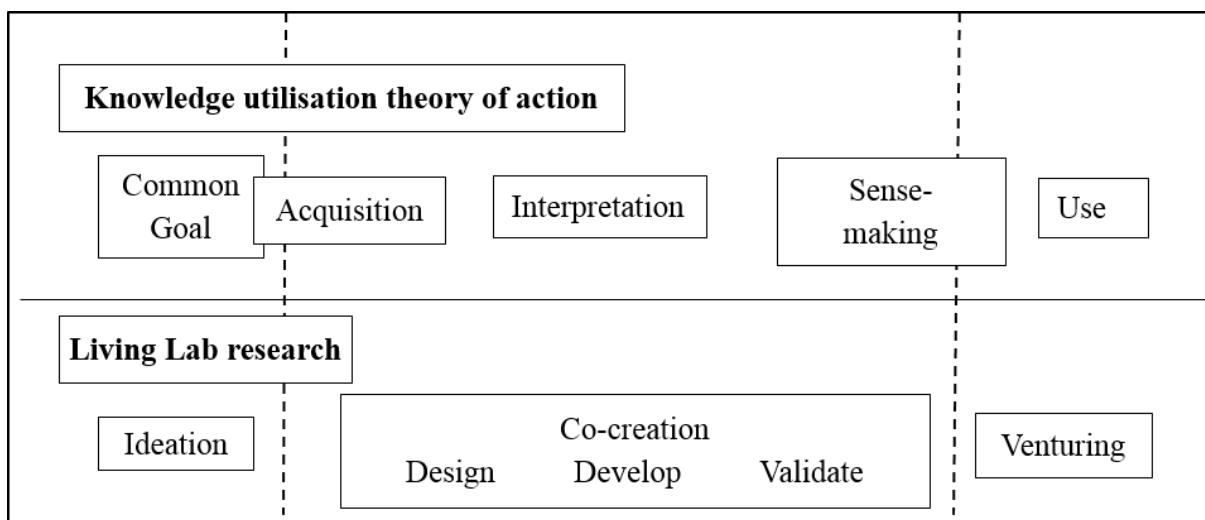 Knowledge utilisation theory of action
Common
Goal
Acquisition
Interpretation
Sense-
making
Use
Living Lab research
Ideation
Co-creation
Design Develop Validate
Venturing